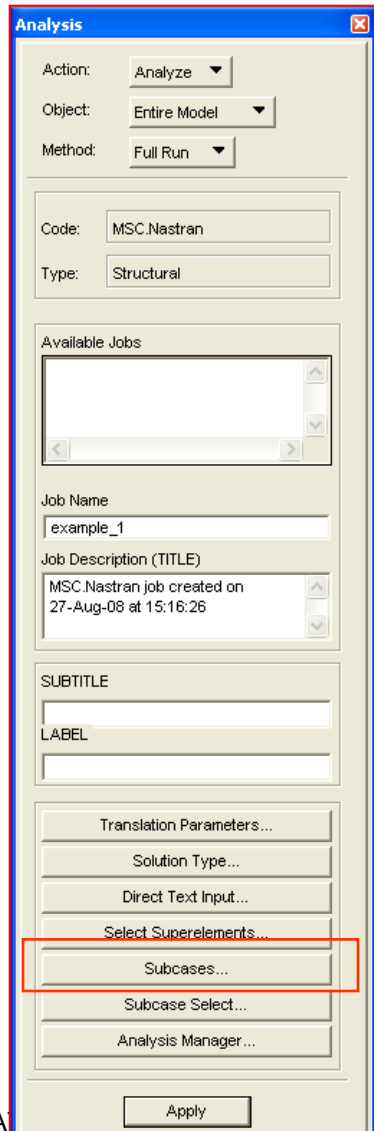 Analysis
Action: Analyze
Object: Entire Model
Method: Full Run
Code: MSC.Nastran
Type: Structural
Available Jobs
Job Name
example_1
Job Description (TITLE)
MSC.Nastran job created on
27-Aug-08 at 15:16:26
SUBTITLE
LABEL
Translation Parameters...
Solution Type...
Direct Text Input...
Select Superelements...
Subcases...
Subcase Select...
Analysis Manager...
Apply